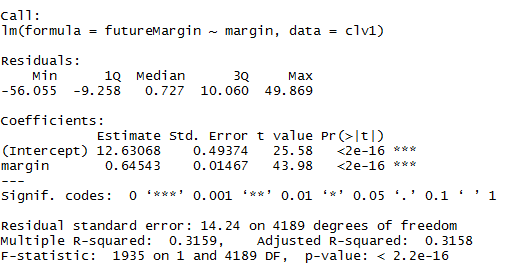 Call:
lm(formula = futureMargin ~ margin, data = clv1)
Residuals:
Min 1Q Median 3Q Max
-56.055 -9.258 0.727 10.060 49.869
Coefficients:
Estimate Std. Error t value Pr(>|t|)
(Intercept) 12.63068 0.49374 25.58 <2e-16 ***
margin 0.64543 0.01467 43.98 <2e-16 ***
---
Signif. codes: 0 ‘***’ 0.001 ‘**’ 0.01 ‘*’ 0.05 ‘.’ 0.1 ‘ ’ 1
Residual standard error: 14.24 on 4189 degrees of freedom
Multiple R-squared: 0.3159, Adjusted R-squared: 0.3158
F-statistic: 1935 on 1 and 4189 DF, p-value: < 2.2e-16